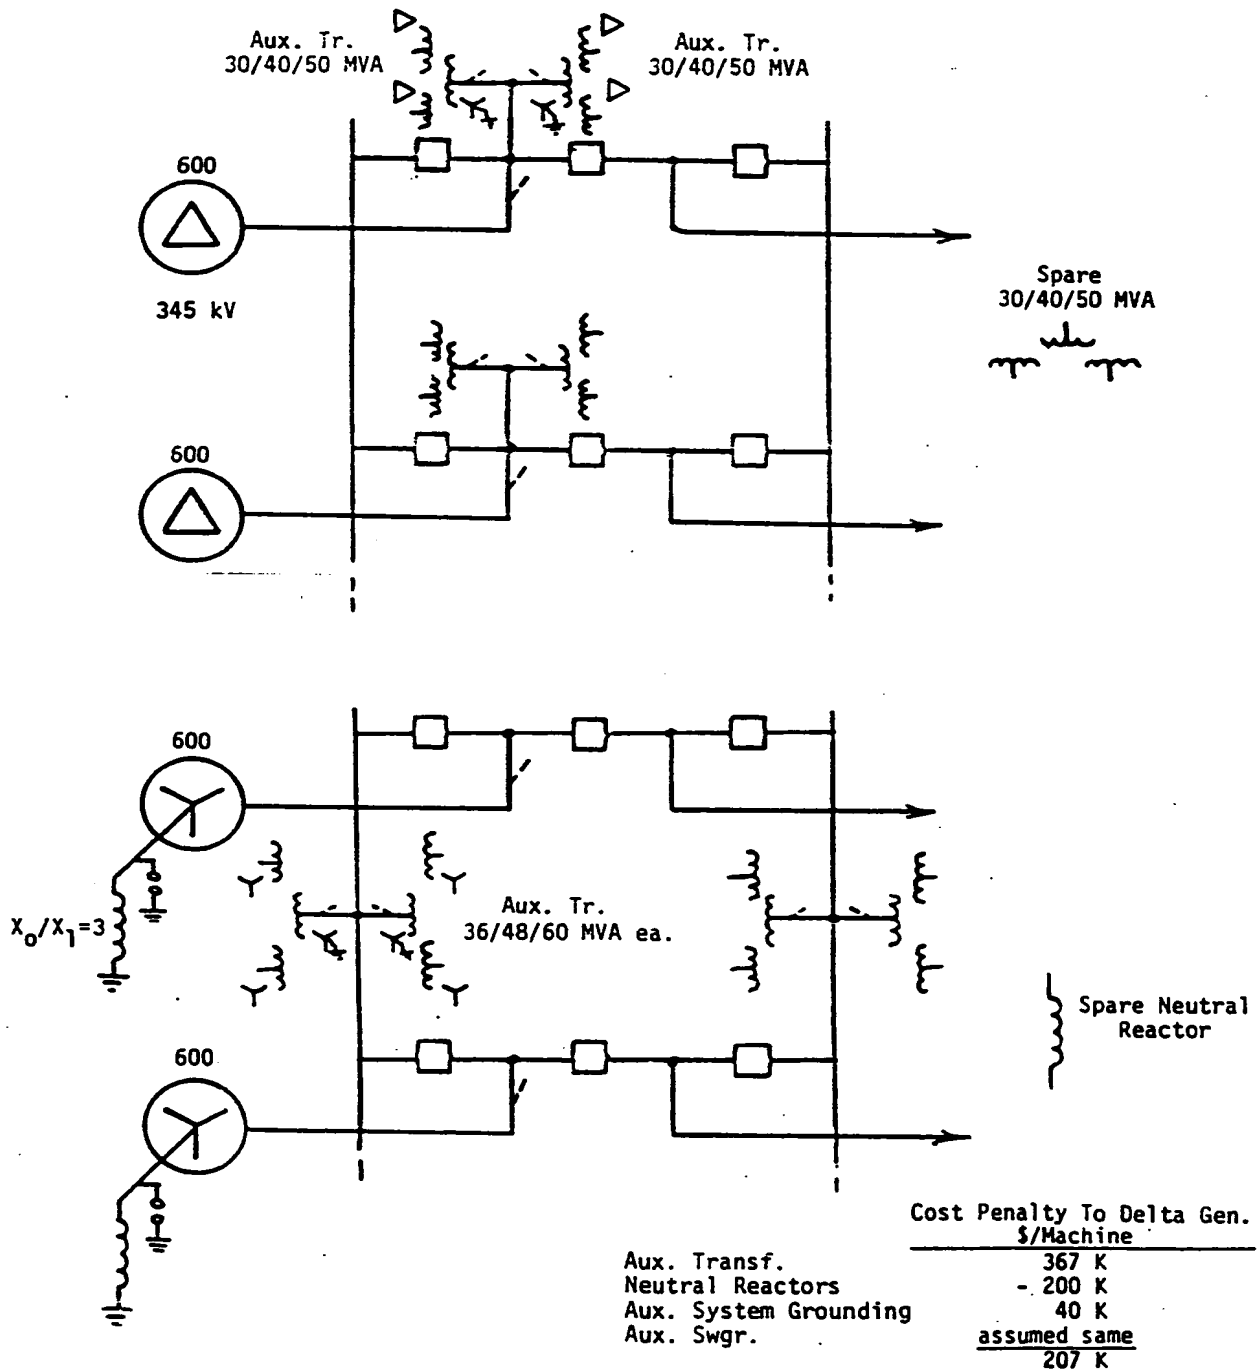 Aux. Tr.
30/40/50 MVA
Aux. Tr.
30/40/50 MVA
600
345 kV
Spare
30/40/50 MVA
600
600
Aux. Tr.
36/48/60 MVA ea.
X0/X1=3
Spare Neutral
Reactor
600
Cost Penalty To Delta Gen.
$/Machine
Aux. Transf. 367 K
Neutral Reactors - 200 K
Aux. System Grounding 40 K
Aux. Swgr. assumed same
207 K